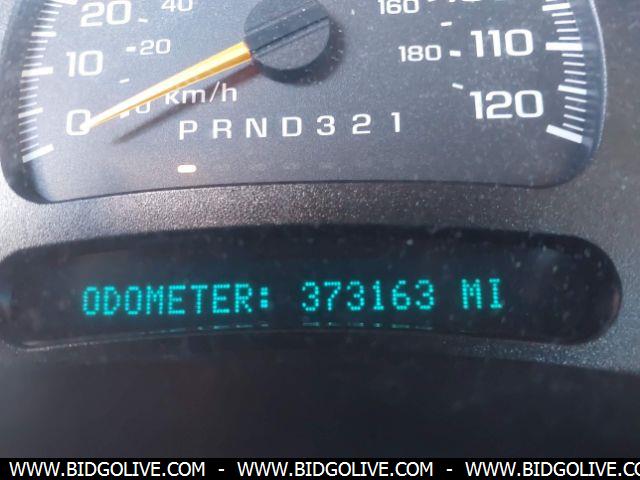 20 40 160
10 20 180 110
0 km/h 120
PRND321
ODOMETER: 373163 MI
WWW.BIDGOLIVE.COM - WWW.BIDGOLIVE.COM - WWW.BIDGOLIVE.COM